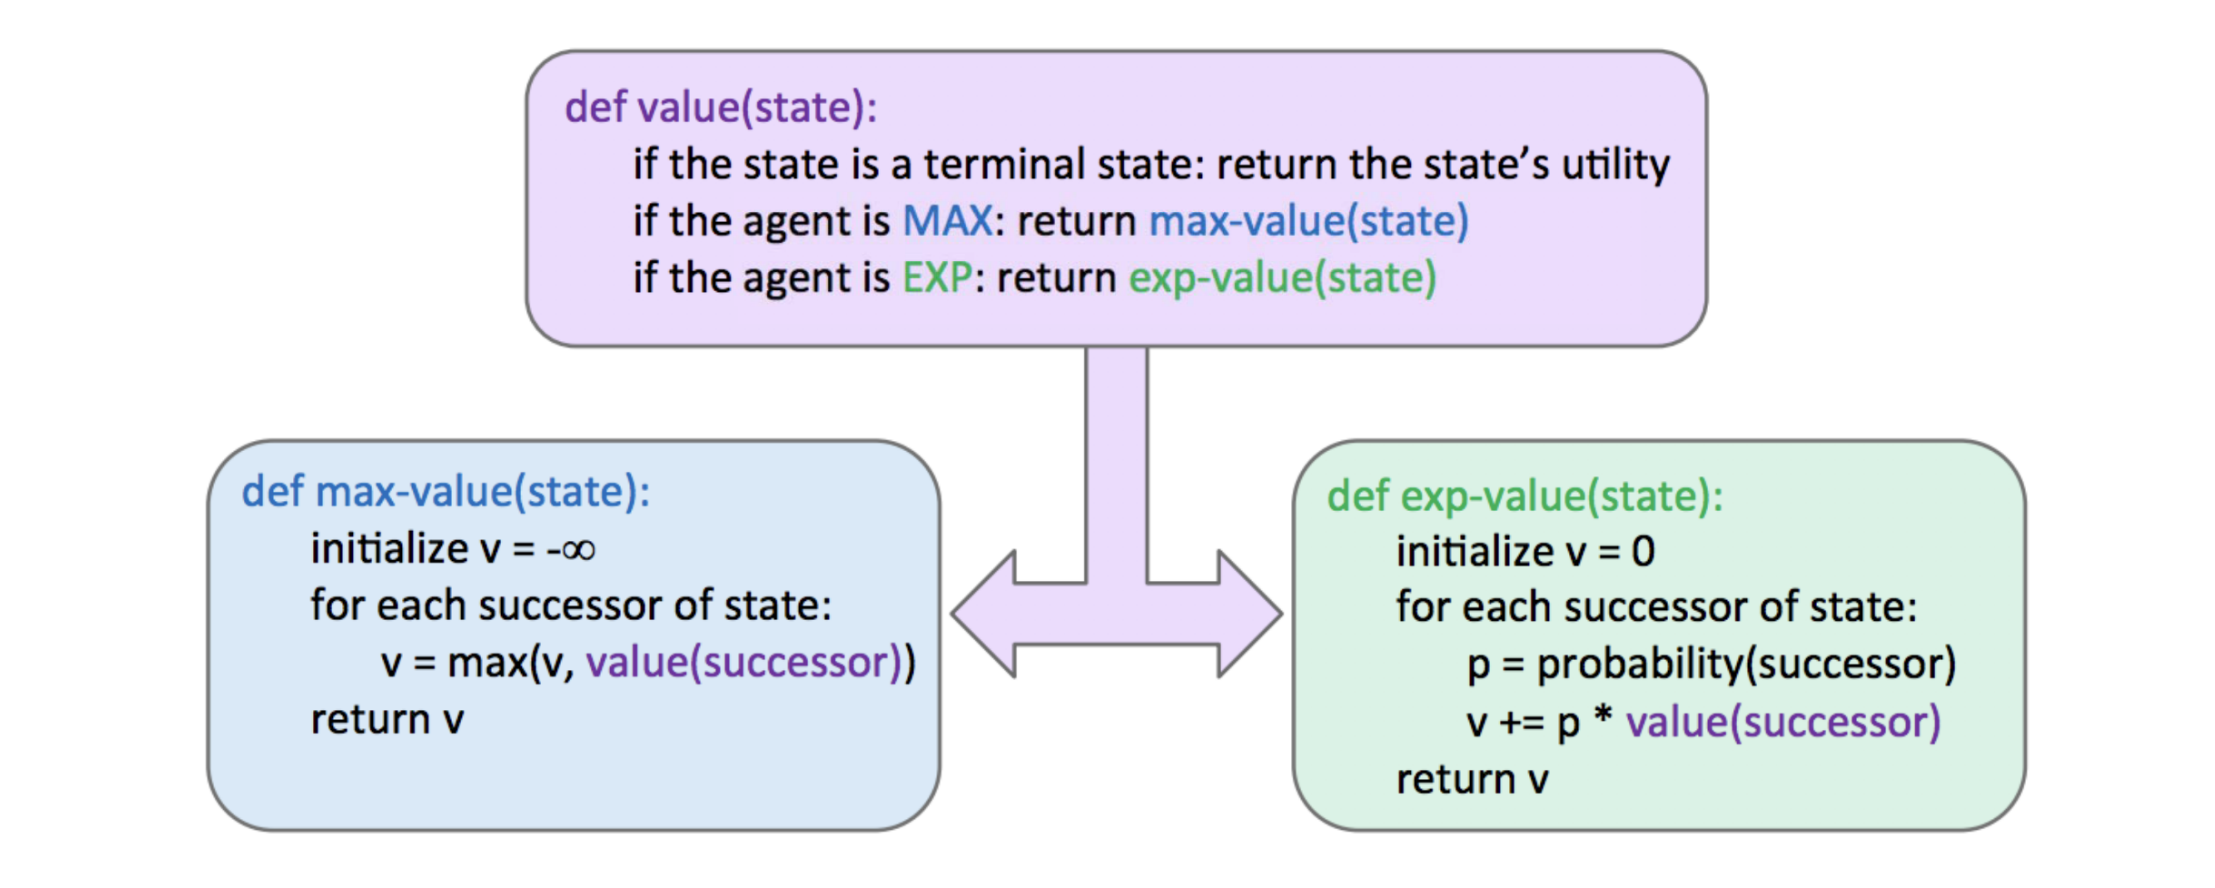 def value(state):
if the state is a terminal state: return the state’s utility
if the agent is MAX: return max-value(state)
if the agent is EXP: return exp-value(state)
def max-value(state):
initialize v = -∞
for each successor of state:
v = max(v, value(successor))
return v
def exp-value(state):
initialize v = 0
for each successor of state:
p = probability(successor)
v += p * value(successor)
return v